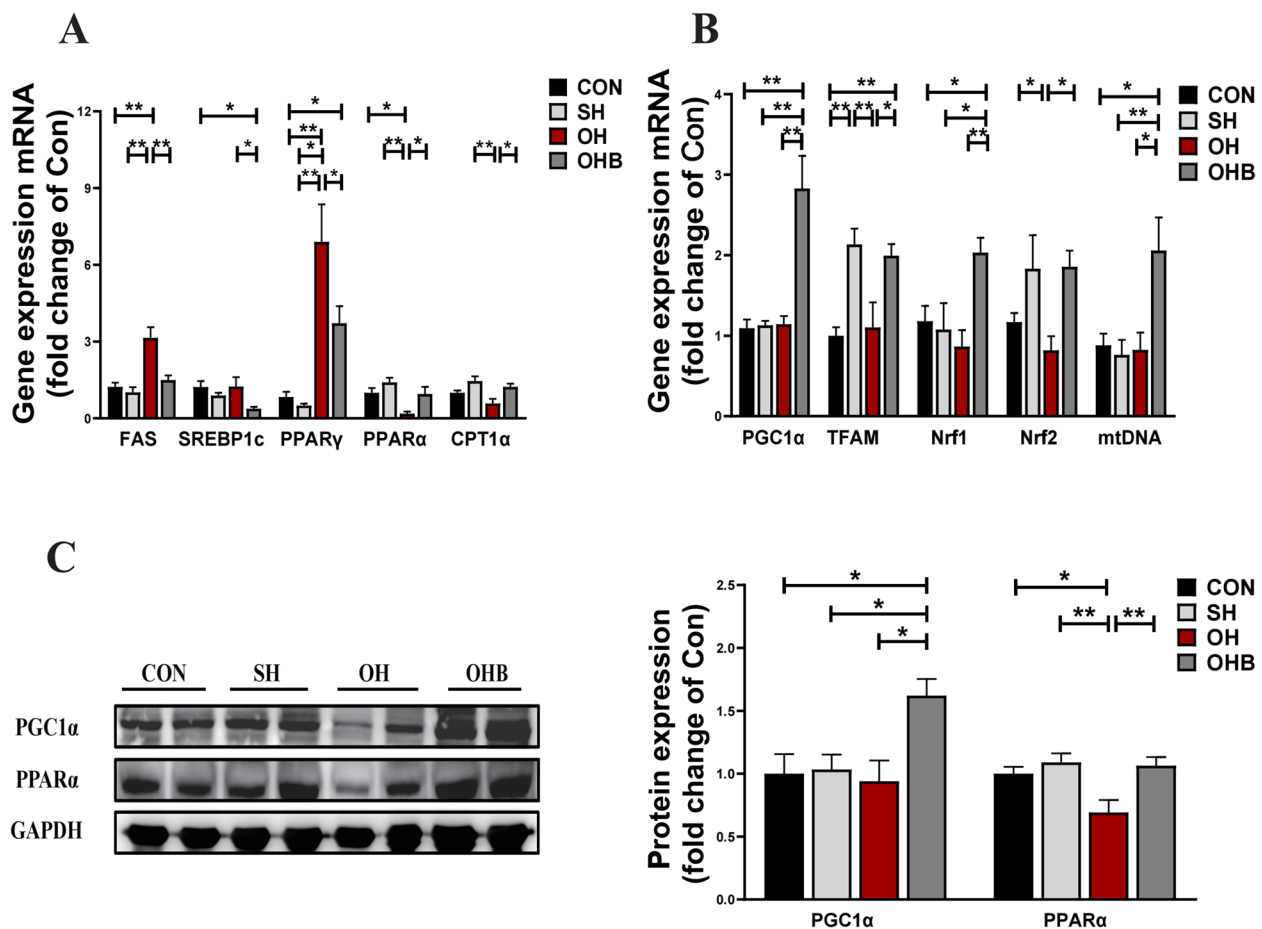 A
Gene expression mRNA
(fold change of Con)
12
9
6
3
0
** * * * 
** ** * ** * ** * ** *
* ** *
FAS SREBP1c PPARγ PPARα CPT1α
CON
SH
OH
OHB
B
Gene expression mRNA
(fold change of Con)
4
3
2
1
0
** ** * * * *
** ** ** * * **
** ** *
PGC1α TFAM Nrf1 Nrf2 mtDNA
CON
SH
OH
OHB
C
CON SH OH OHB
PGC1α
PPARα
GAPDH
Protein expression
(fold change of Con)
2.5
2.0
1.5
1.0
0.5
0.0
* *
* ** **
*
PGC1α PPARα
CON
SH
OH
OHB